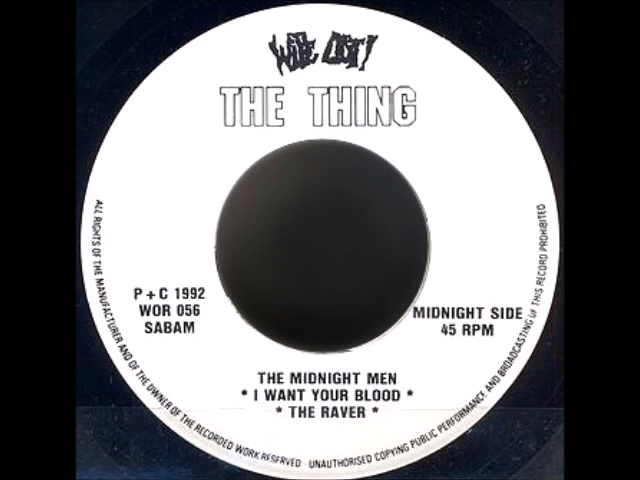 WIPE OUT!
THE THING
P + C 1992
WOR 056
SABAM
MIDNIGHT SIDE
45 RPM
THE MIDNIGHT MEN
* I WANT YOUR BLOOD *
* THE RAVER *
ALL RIGHTS OF THE MANUFACTURER AND OF THE OWNER OF THE RECORDED WORK RESERVED · UNAUTHORISED COPYING PUBLIC PERFORMANCE AND BROADCASTING OF THIS RECORD PROHIBITED